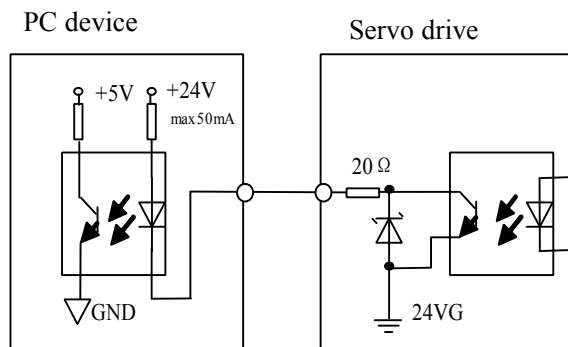 PC device
Servo drive
+5V
+24V
max50mA
20Ω
GND
24VG